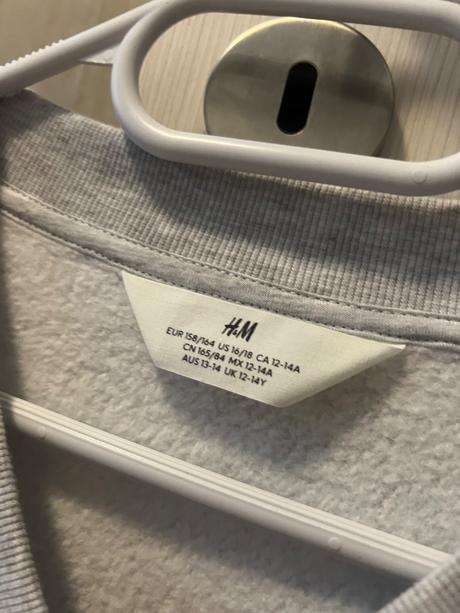 H&M
EUR 158/164 US 16/18 CA 12-14A
CN 165/84 MX 12-14A
AUS 13-14 UK 12-14Y